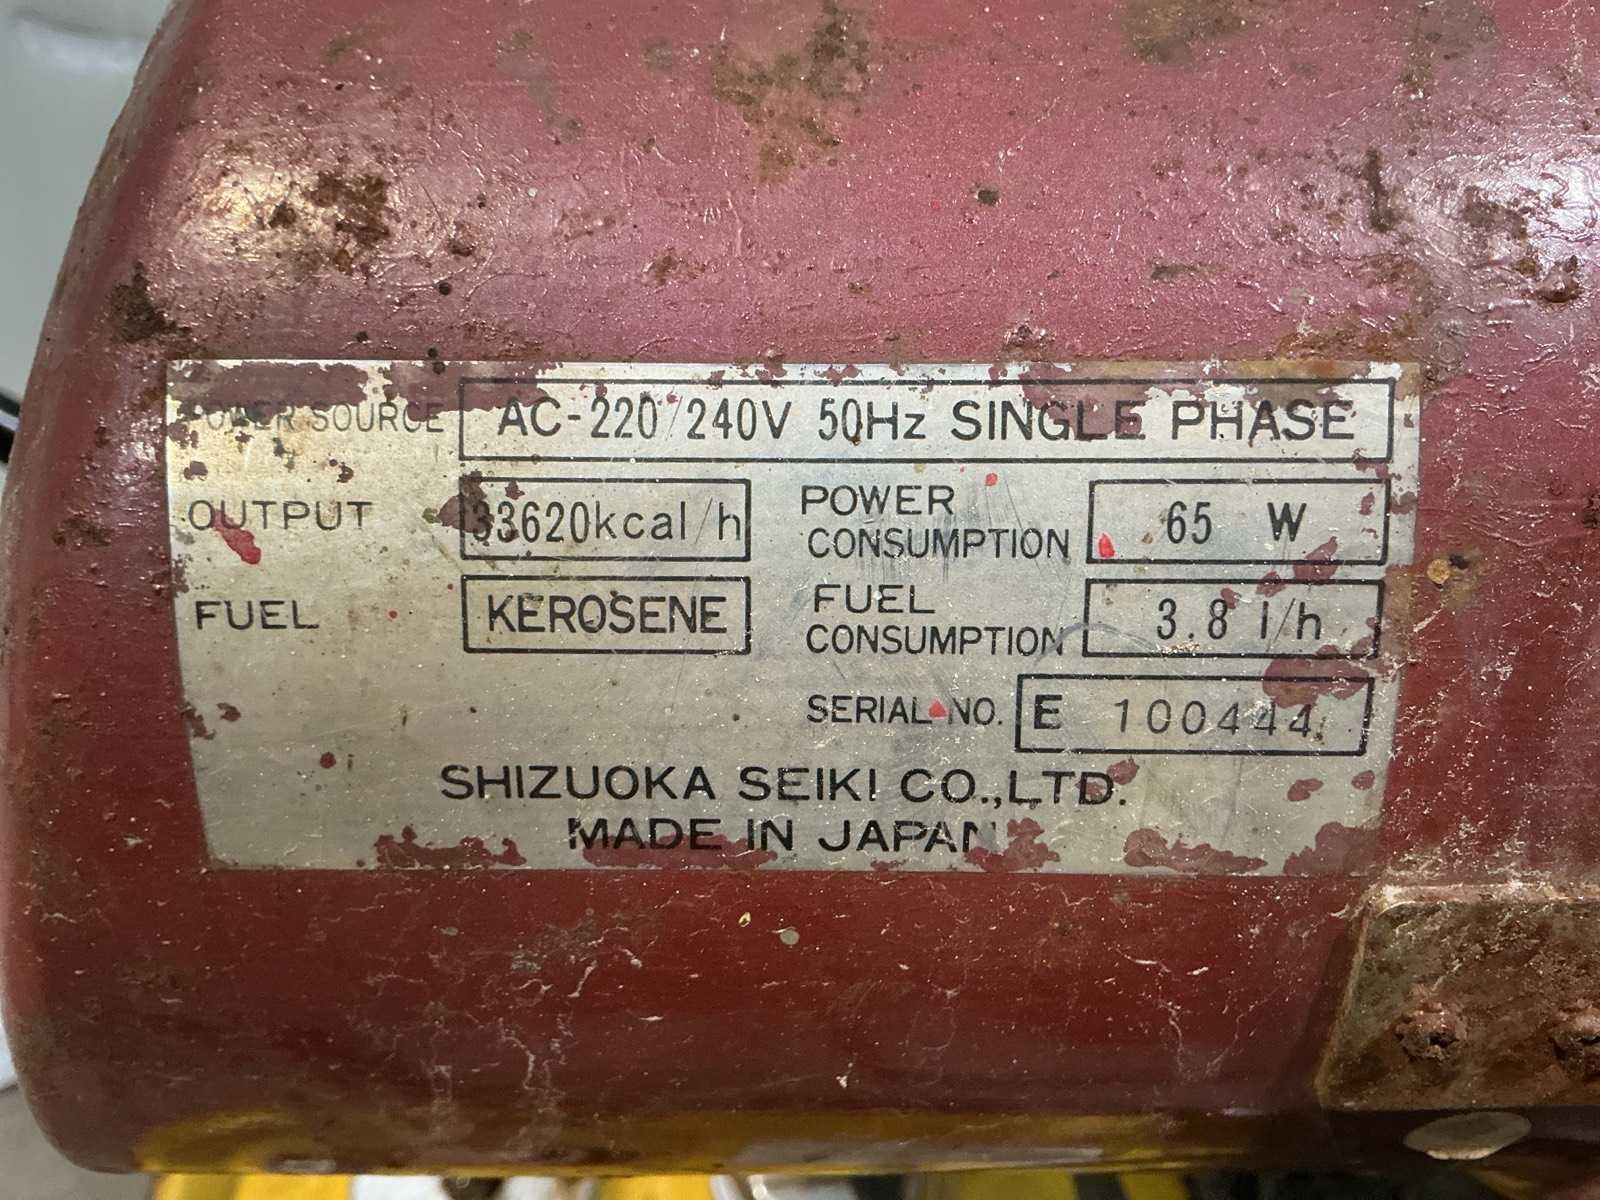 POWER SOURCE AC-220/240V 50Hz SINGLE PHASE
OUTPUT 33620kcal/h
POWER CONSUMPTION 65 W
FUEL KEROSENE
FUEL CONSUMPTION 3.8 l/h
SERIAL NO. E 100444
SHIZUOKA SEIKI CO.,LTD.
MADE IN JAPAN